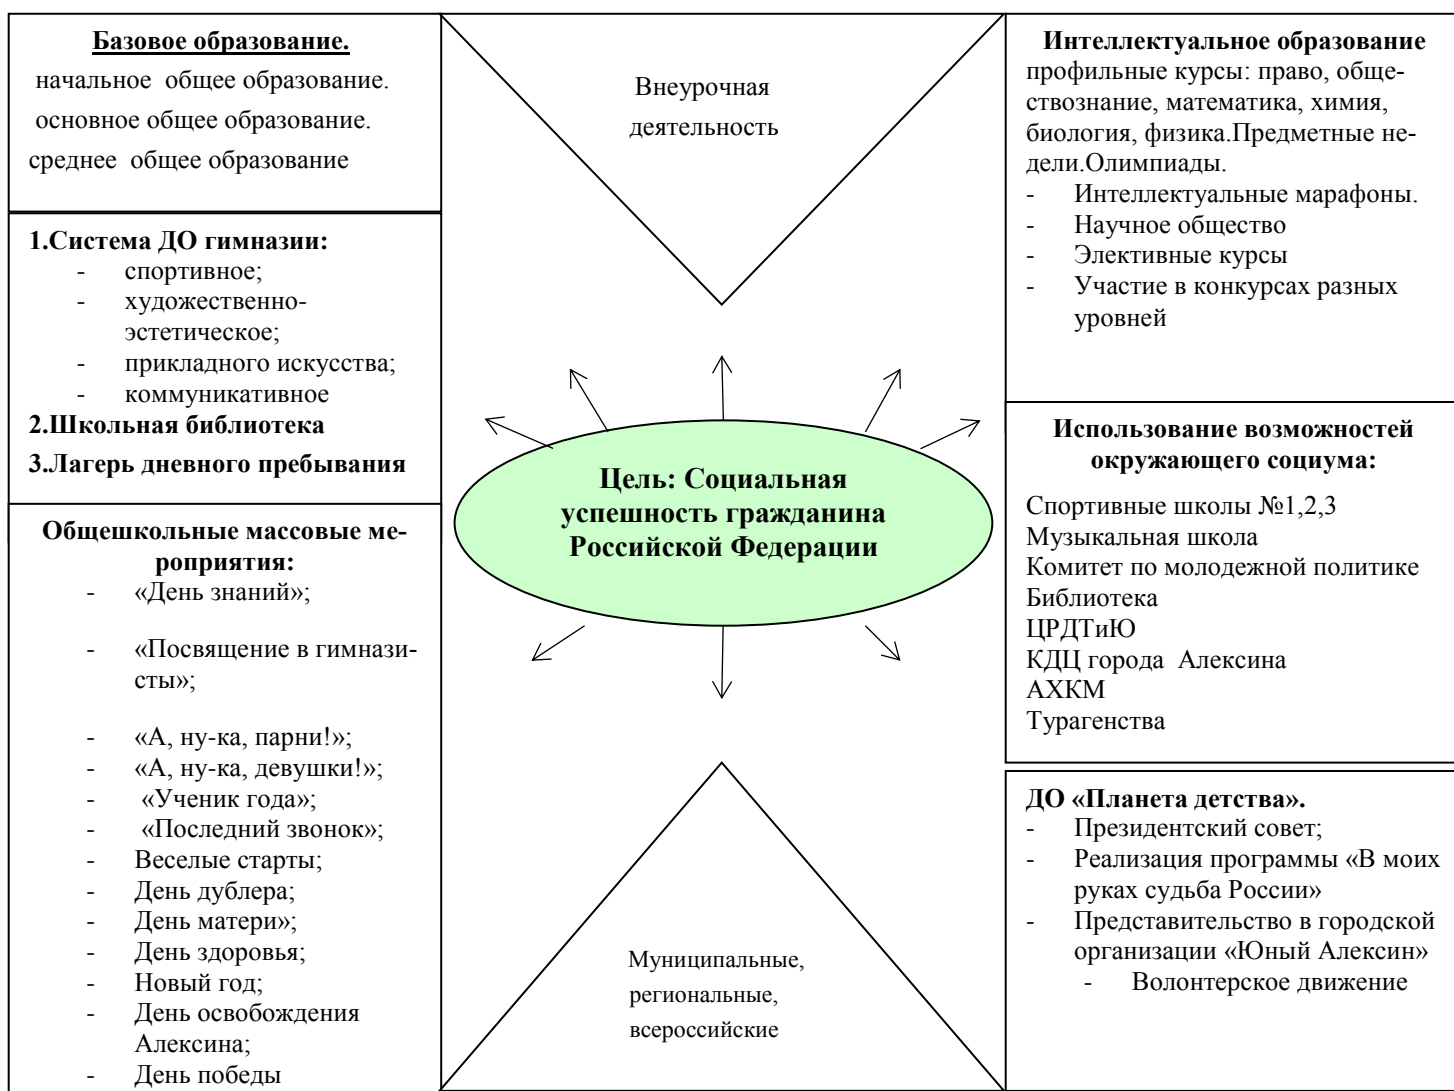 Базовое образование.
начальное общее образование.
основное общее образование.
среднее общее образование
1.Система ДО гимназии:
- спортивное;
- художественно-
эстетическое;
- прикладного искусства;
- коммуникативное
2.Школьная библиотека
3.Лагерь дневного пребывания
Общешкольные массовые ме-
роприятия:
- «День знаний»;
- «Посвящение в гимнази-
сты»;
- «А, ну-ка, парни!»;
- «А, ну-ка, девушки!»;
- «Ученик года»;
- «Последний звонок»;
- Веселые старты;
- День дублера;
- День матери»;
- День здоровья;
- Новый год;
- День освобождения
Алексина;
- День победы
Внеурочная
деятельность
Цель: Социальная
успешность гражданина
Российской Федерации
Муниципальные,
региональные,
всероссийские
Интеллектуальное образование
профильные курсы: право, обще-
ствознание, математика, химия,
биология, физика.Предметные не-
дели.Олимпиады.
- Интеллектуальные марафоны.
- Научное общество
- Элективные курсы
- Участие в конкурсах разных
уровней
Использование возможностей
окружающего социума:
Спортивные школы №1,2,3
Музыкальная школа
Комитет по молодежной политике
Библиотека
ЦРДТиЮ
КДЦ города Алексина
АХКМ
Турагенства
ДО «Планета детства».
- Президентский совет;
- Реализация программы «В моих
руках судьба России»
- Представительство в городской
организации «Юный Алексин»
- Волонтерское движение